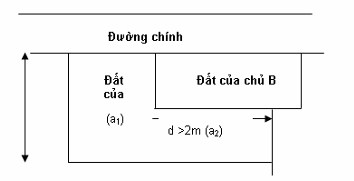 Đường chính
Đất của
Đất của chủ B
(a₁)
d >2m (a₂)